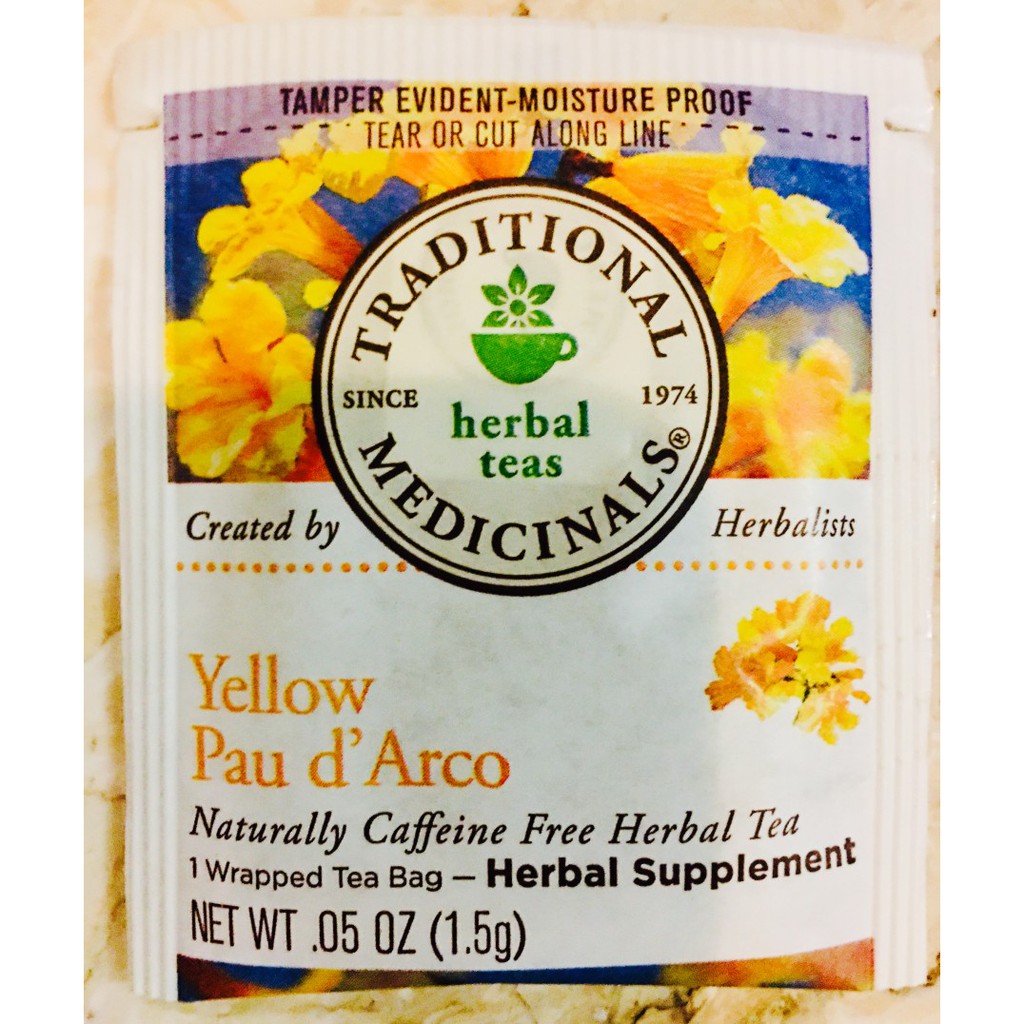 TAMPER EVIDENT-MOISTURE PROOF
TEAR OR CUT ALONG LINE
TRADITIONAL
SINCE 1974
herbal
teas
MEDICINALS®
Created by Herbalists
Yellow
Pau d'Arco
Naturally Caffeine Free Herbal Tea
1 Wrapped Tea Bag — Herbal Supplement
NET WT .05 OZ (1.5g)